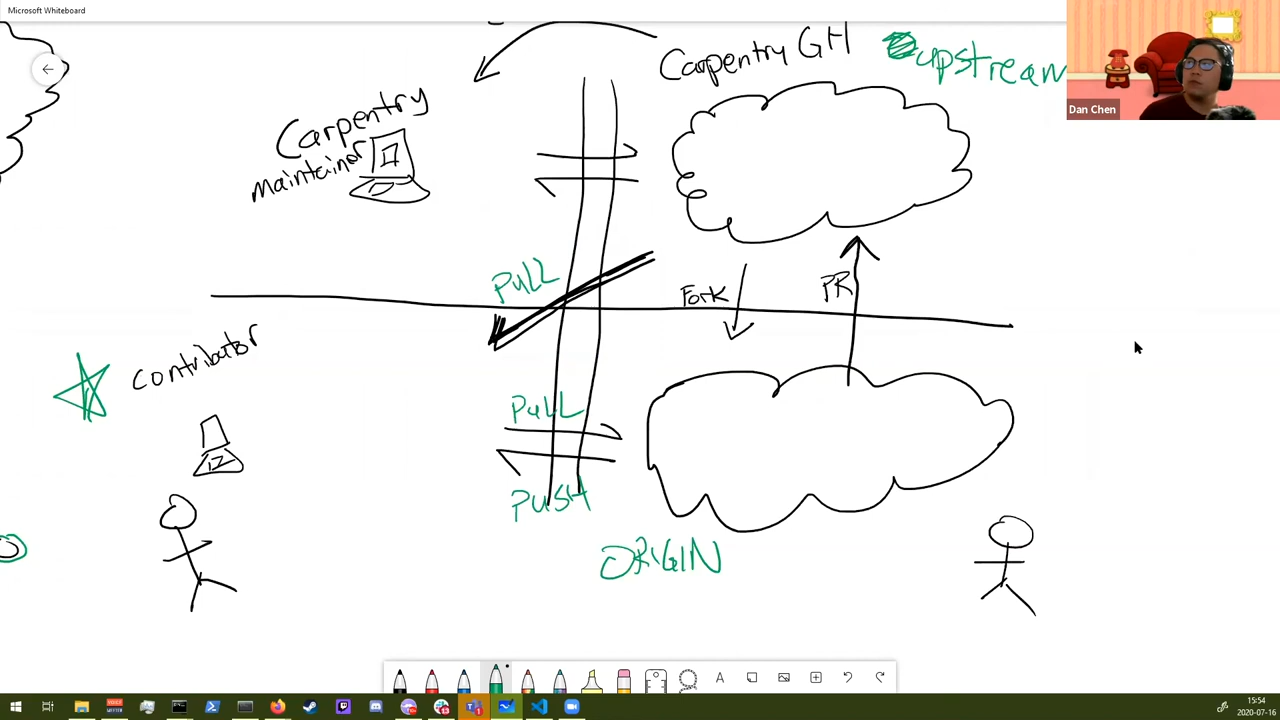 Microsoft Whiteboard
Carpentry GH
upstream
Dan Chen
Carpentry
maintainer
PULL
Fork
PR
contributor
PULL
PUSH
ORIGIN
15:54
2020-07-16